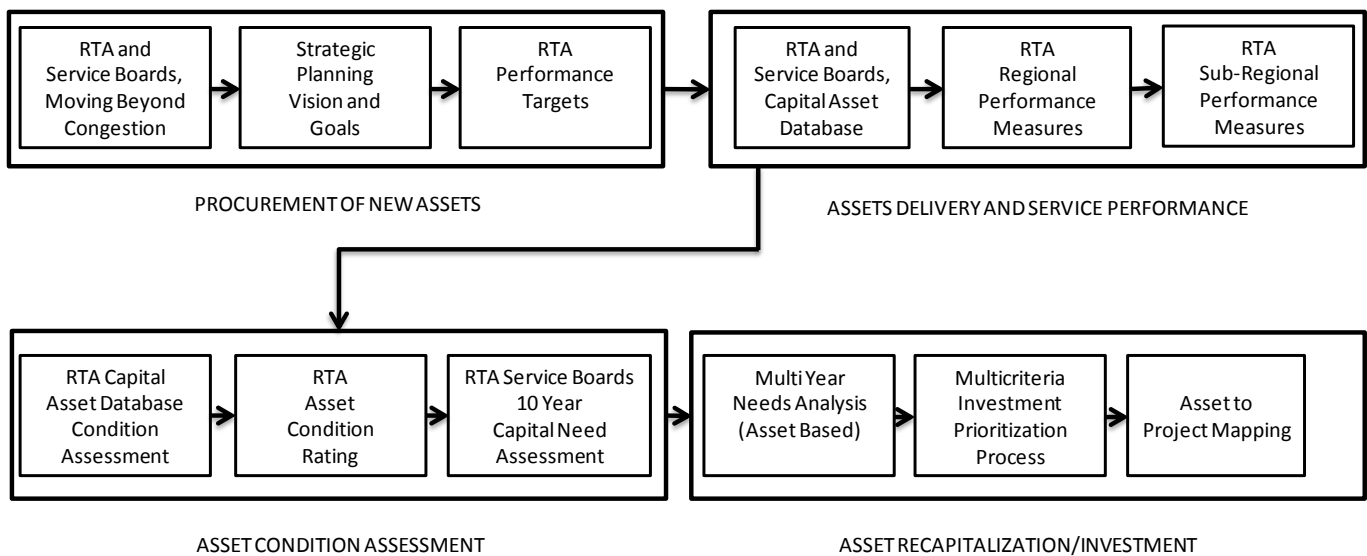 RTA and
Service Boards,
Moving Beyond
Congestion
Strategic
Planning
Vision and
Goals
RTA
Performance
Targets
RTA and
Service Boards,
Capital Asset
Database
RTA
Regional
Performance
Measures
RTA
Sub-Regional
Performance
Measures
PROCUREMENT OF NEW ASSETS
ASSETS DELIVERY AND SERVICE PERFORMANCE
RTA Capital
Asset Database
Condition
Assessment
RTA
Asset
Condition
Rating
RTA Service Boards
10 Year
Capital Need
Assessment
Multi Year
Needs Analysis
(Asset Based)
Multicriteria
Investment
Prioritization
Process
Asset to
Project Mapping
ASSET CONDITION ASSESSMENT
ASSET RECAPITALIZATION/INVESTMENT